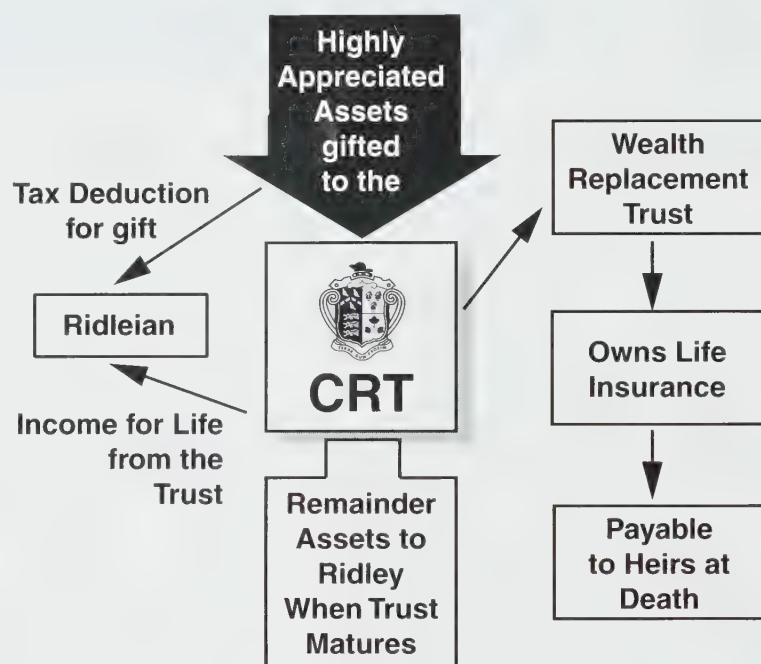 Highly
Appreciated
Assets
gifted
to the
Tax Deduction
for gift
Ridleian
Income for Life
from the
Trust
CRT
Remainder
Assets to
Ridley
When Trust
Matures
Wealth
Replacement
Trust
Owns Life
Insurance
Payable
to Heirs at
Death